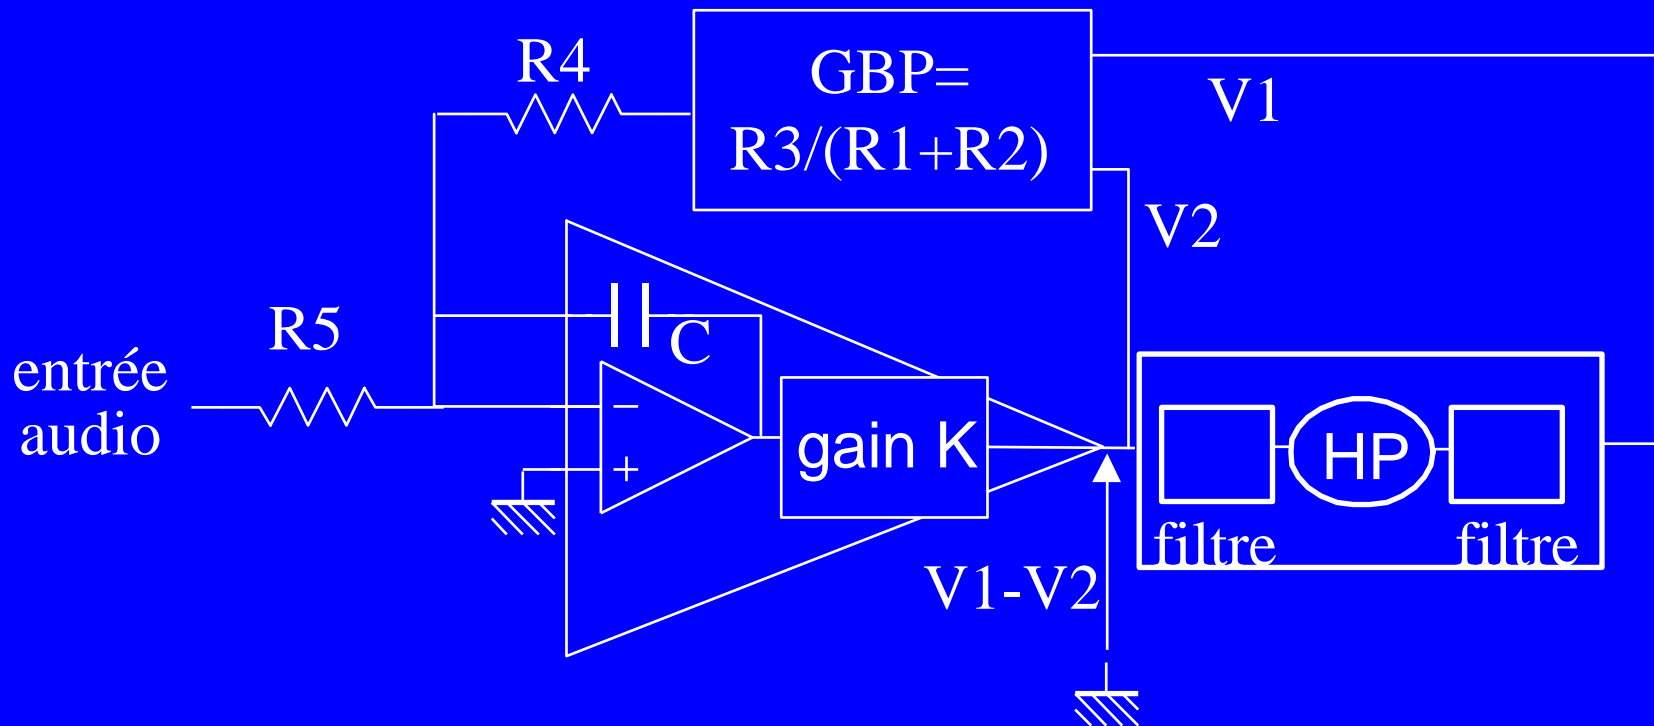 R4
GBP=
R3/(R1+R2)
V1
V2
R5
C
entrée
audio
−
+
gain K
HP
filtre
filtre
V1-V2